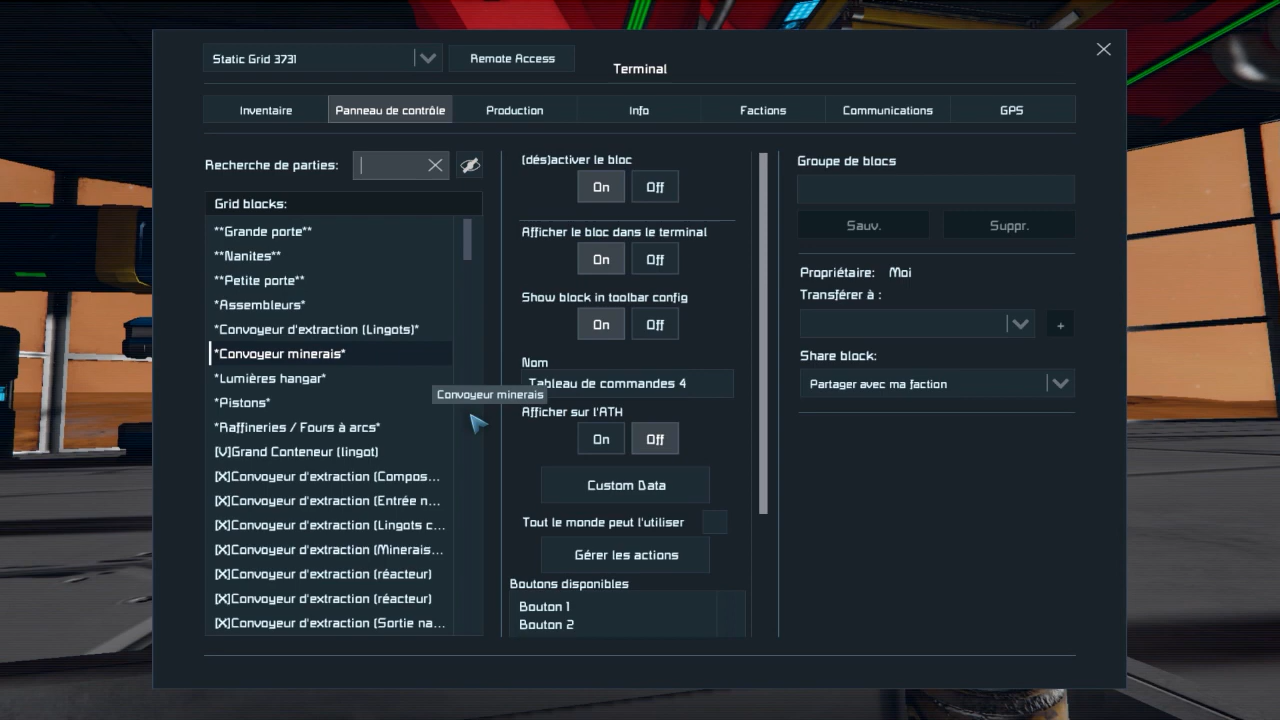 Static Grid 3731
Remote Access
Terminal
Inventaire
Panneau de contrôle
Production
Info
Factions
Communications
GPS
Recherche de parties:
Grid blocks:
**Grande porte**
**Nanites**
**Petite porte**
*Assembleurs*
*Convoyeur d'extraction (Lingots)*
*Convoyeur minerais*
*Lumières hangar*
*Pistons*
*Raffineries / Fours à arcs*
[V]Grand Conteneur (lingot)
[X]Convoyeur d'extraction (Compos...
[X]Convoyeur d'extraction (Entrée n...
[X]Convoyeur d'extraction (Lingots c...
[X]Convoyeur d'extraction (Minerais...
[X]Convoyeur d'extraction (réacteur)
[X]Convoyeur d'extraction (réacteur)
[X]Convoyeur d'extraction (Sortie na...
Convoyeur minerais
(dés)activer le bloc
On Off
Afficher le bloc dans le terminal
On Off
Show block in toolbar config
On Off
Nom
Tableau de commandes 4
Afficher sur l'ATH
On Off
Custom Data
Tout le monde peut l'utiliser
Gérer les actions
Boutons disponibles
Bouton 1
Bouton 2
Groupe de blocs
Sauv. Suppr.
Propriétaire: Moi
Transférer à :
+
Share block:
Partager avec ma faction